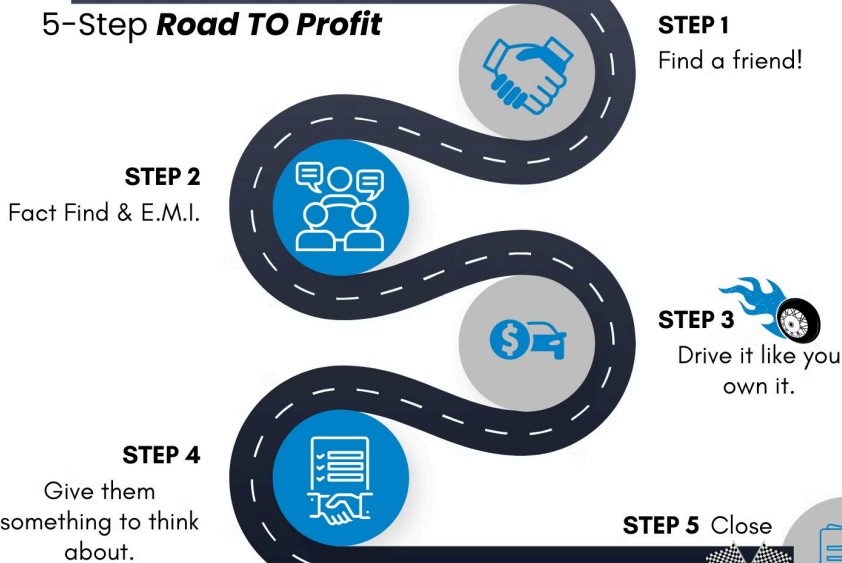 5-Step Road TO Profit
STEP 1
Find a friend!
STEP 2
Fact Find & E.M.I.
STEP 3
Drive it like you
own it.
STEP 4
Give them
something to think
about.
STEP 5 Close
$